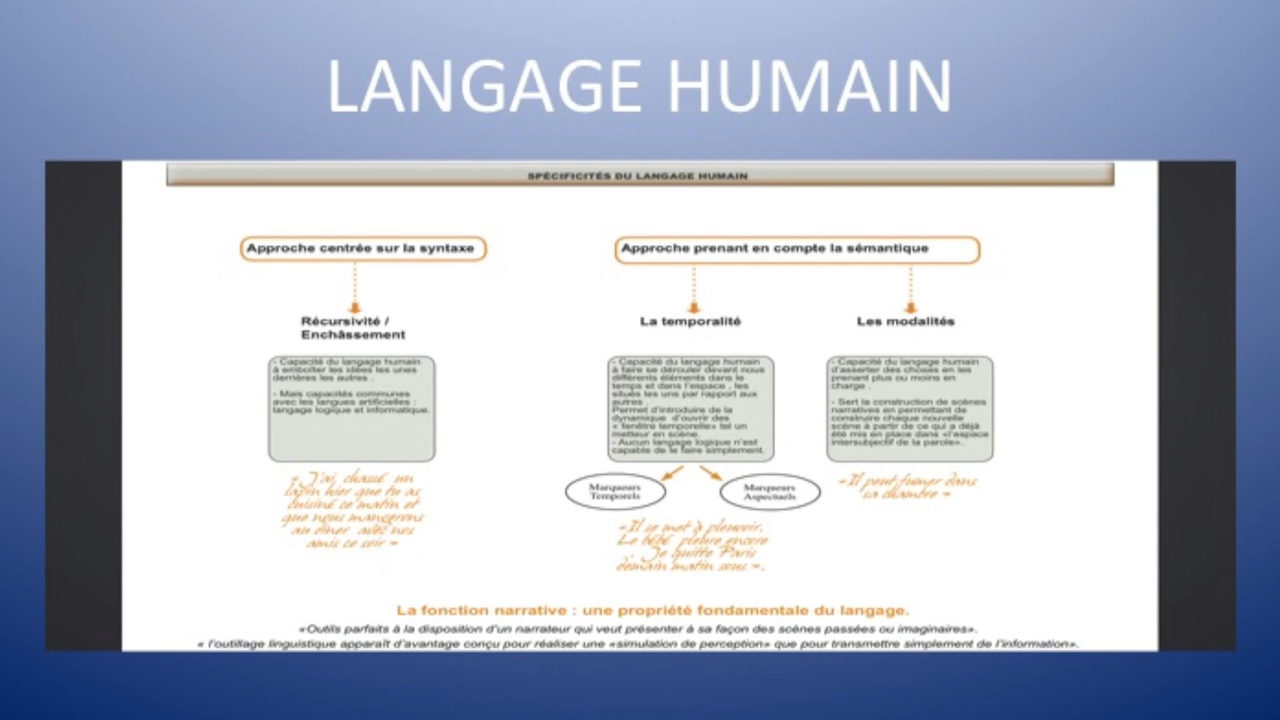 LANGAGE HUMAIN
SPÉCIFICITÉS DU LANGAGE HUMAIN
Approche centrée sur la syntaxe
Approche prenant en compte la sémantique
Récursivité /
Enchâssement
La temporalité
Les modalités
- Capacité du langage humain
à emboîter les idées les unes
derrières les autres .
- Mais capacités communes
avec les langues artificielles :
langage logique et informatique.
- Capacité du langage humain
à faire se dérouler devant nous
différents éléments dans le
temps et dans l'espace , les
situés les uns par rapport aux
autres .
Permet d'introduire de la
dynamique d'ouvrir des
« fenêtre temporelle» tel un
metteur en scène.
- Aucun langage logique n'est
capable de le faire simplement.
- Capacité du langage humain
d'asserter des choses en les
prenant plus ou moins en
charge .
- Sert la construction de scènes
narratives en permettant de
construire chaque nouvelle
scène à partir de ce qui a déjà
été mis en place dans «l'espace
intersubjectif de la parole».
« J'ai chassé un
lapin hier que tu as
cuisiné ce matin et
que nous mangerons
au dîner avec nos
amis ce soir »
Marqueurs
Temporels
Marqueurs
Aspectuels
«Il se met à pleuvoir.
Le bébé pleure encore
Je quitte Paris
demain matin sous ».
«Il peut fumer dans
sa chambre »
La fonction narrative : une propriété fondamentale du langage.
«Outils parfaits à la disposition d'un narrateur qui veut présenter à sa façon des scènes passées ou imaginaires».
« l'outillage linguistique apparaît d'avantage conçu pour réaliser une «simulation de perception» que pour transmettre simplement de l'information».